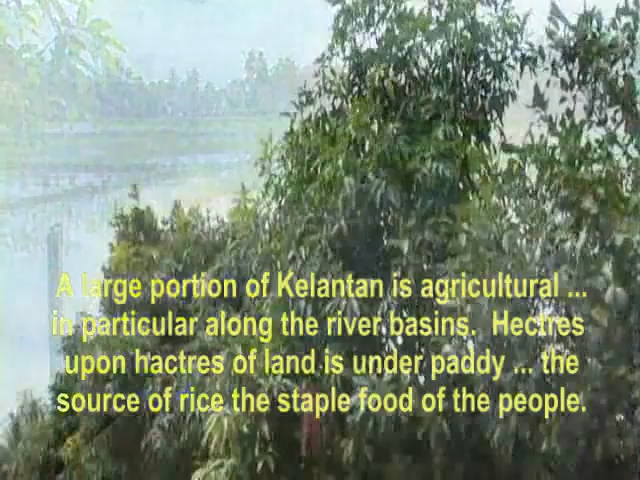 A large portion of Kelantan is agricultural ...
in particular along the river basins. Hectres
upon hactres of land is under paddy ... the
source of rice the staple food of the people.